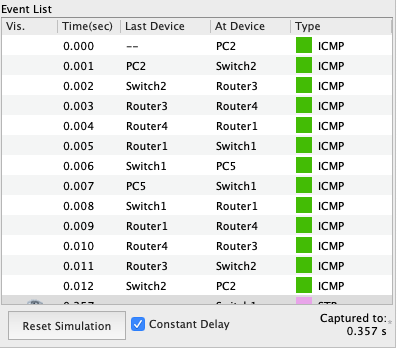 Event List
Vis. Time(sec) Last Device At Device Type
0.000 -- PC2 ICMP
0.001 PC2 Switch2 ICMP
0.002 Switch2 Router3 ICMP
0.003 Router3 Router4 ICMP
0.004 Router4 Router1 ICMP
0.005 Router1 Switch1 ICMP
0.006 Switch1 PC5 ICMP
0.007 PC5 Switch1 ICMP
0.008 Switch1 Router1 ICMP
0.009 Router1 Router4 ICMP
0.010 Router4 Router3 ICMP
0.011 Router3 Switch2 ICMP
0.012 Switch2 PC2 ICMP
Reset Simulation Constant Delay Captured to:
0.357 s